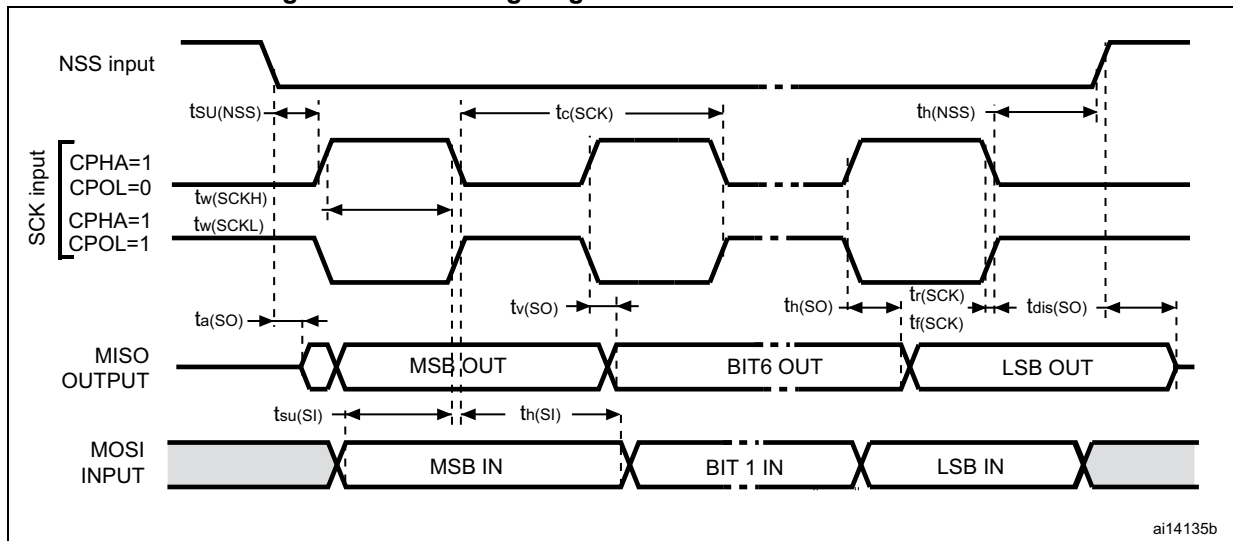 NSS input
tSU(NSS)
tc(SCK)
th(NSS)
SCK input
CPHA=1
CPOL=0
tw(SCKH)
CPHA=1
tw(SCKL)
CPOL=1
ta(SO)
tv(SO)
th(SO)
tr(SCK)
tf(SCK)
tdis(SO)
MISO
OUTPUT
MSB OUT
BIT6 OUT
LSB OUT
tsu(SI)
th(SI)
MOSI
INPUT
MSB IN
BIT 1 IN
LSB IN
ai14135b